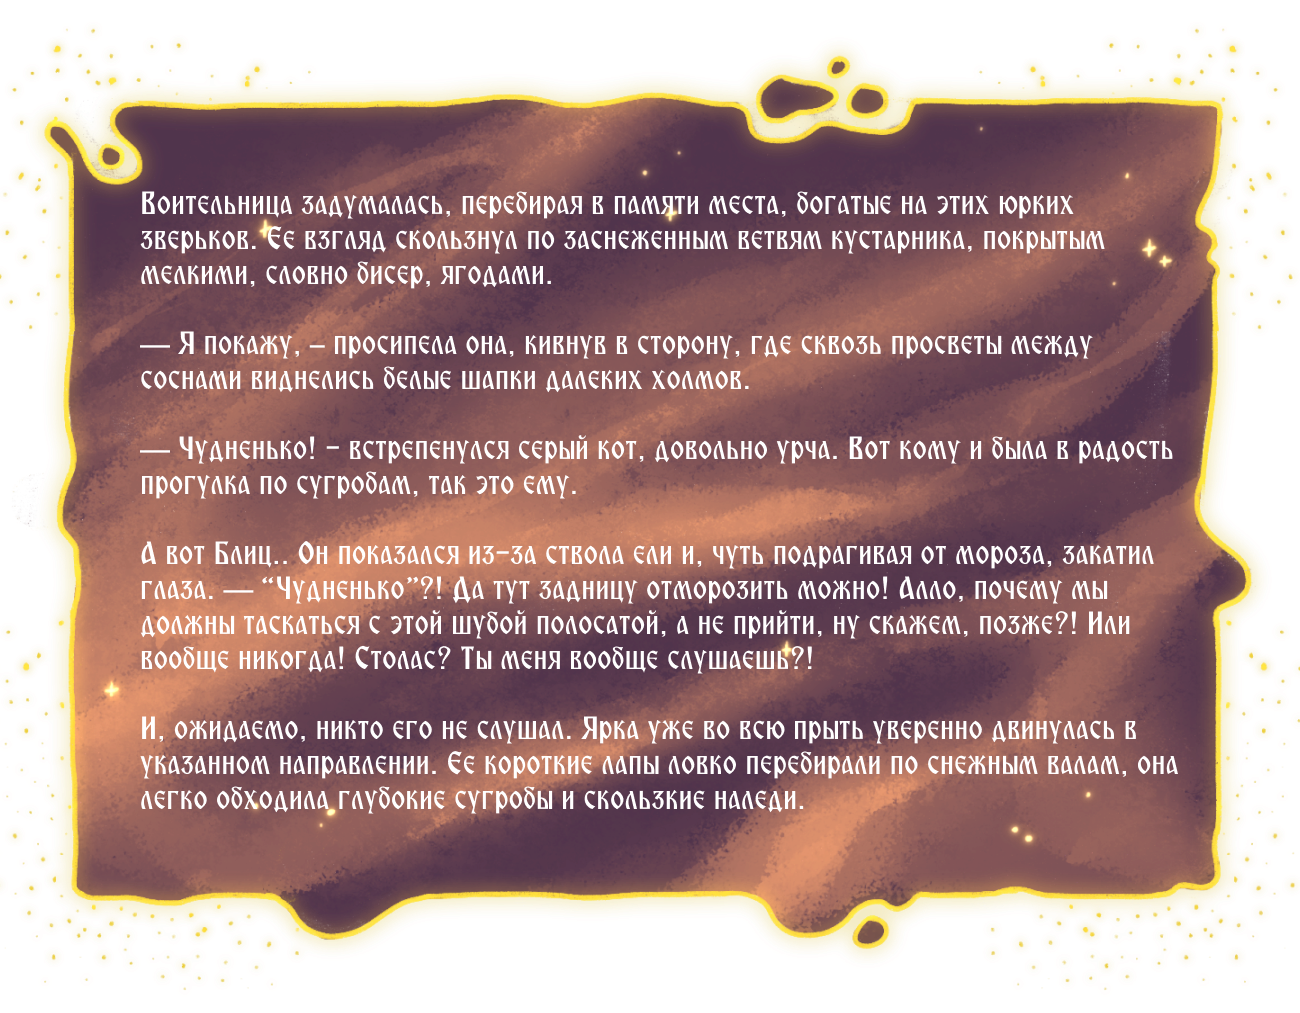 Воительница задумалась, перебирая в памяти места, богатые на этих юрких
зверьков. Ее взгляд скользнул по заснеженным ветвям кустарника, покрытым
мелкими, словно бисер, ягодами.
— Я покажу, – просипела она, кивнув в сторону, где сквозь просветы между
соснами виднелись белые шапки далеких холмов.
— Чудненько! – встрепенулся серый кот, довольно урча. Вот кому и была в радость
прогулка по сугробам, так это ему.
А вот Блиц.. Он показался из-за ствола ели и, чуть подрагивая от мороза, закатил
глаза. — “Чудненько”?! Да тут задницу отморозить можно! Алло, почему мы
должны таскаться с этой шубой полосатой, а не прийти, ну скажем, позже?! Или
вообще никогда! Столас? Ты меня вообще слушаешь?!
И, ожидаемо, никто его не слушал. Ярка уже во всю прыть уверенно двинулась в
указанном направлении. Ее короткие лапы ловко перебирали по снежным валам, она
легко обходила глубокие сугробы и скользкие наледи.